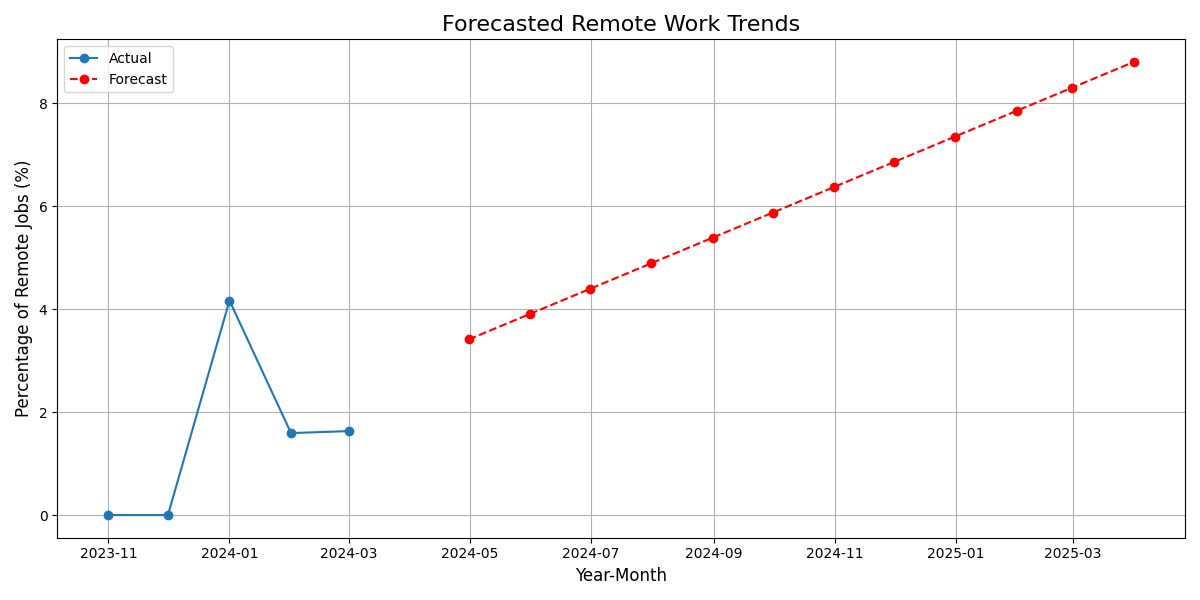 Forecasted Remote Work Trends
Actual
Forecast
Percentage of Remote Jobs (%)
8
6
4
2
0
2023-11 2024-01 2024-03 2024-05 2024-07 2024-09 2024-11 2025-01 2025-03
Year-Month